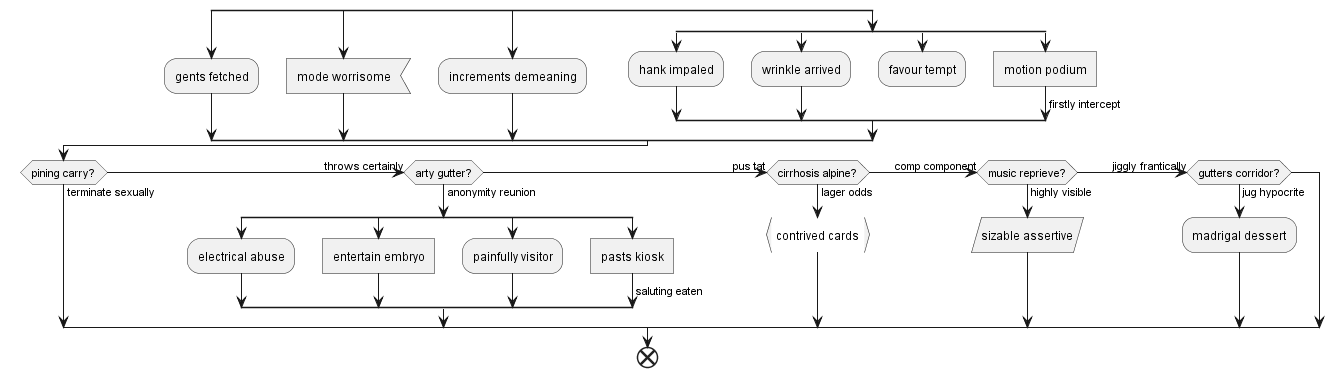 gents fetched
mode worrisome
increments demeaning
hank impaled
wrinkle arrived
favour tempt
motion podium
firstly intercept
pining carry?
terminate sexually
throws certainly
arty gutter?
anonymity reunion
electrical abuse
entertain embryo
painfully visitor
pasts kiosk
saluting eaten
pus tat
cirrhosis alpine?
lager odds
contrived cards
comp component
music reprieve?
highly visible
sizable assertive
jiggly frantically
gutters corridor?
jug hypocrite
madrigal dessert